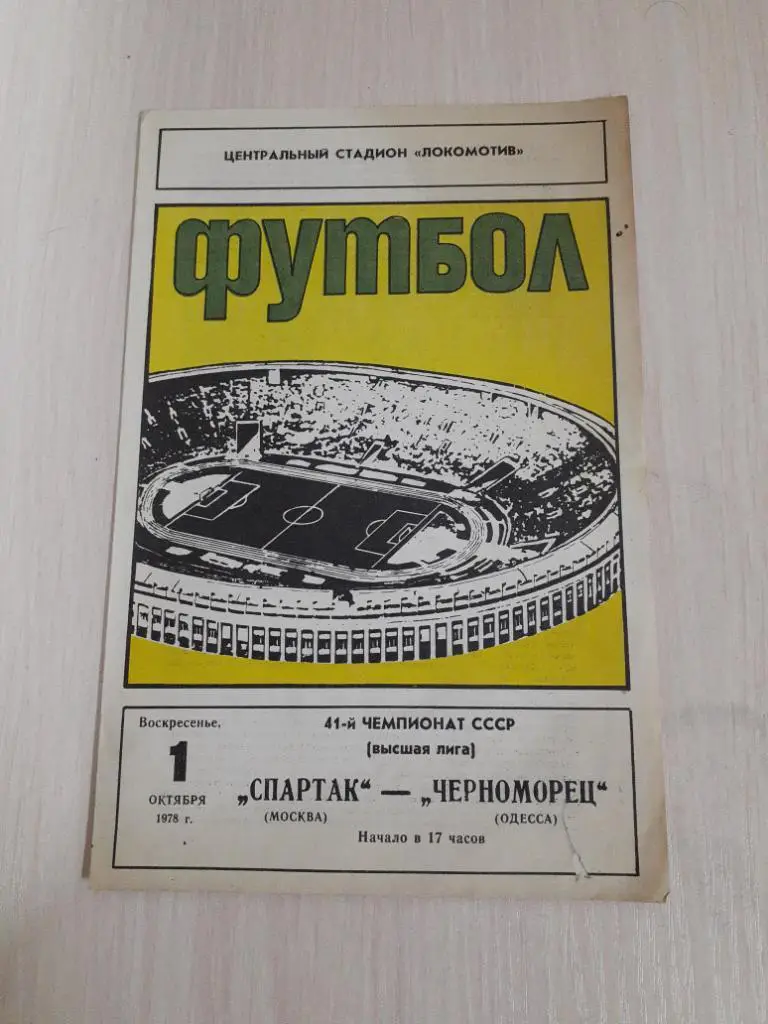 ЦЕНТРАЛЬНЫЙ СТАДИОН «ЛОКОМОТИВ»
ФУТБОЛ
Воскресенье,
1
ОКТЯБРЯ
1978 г.
41-й ЧЕМПИОНАТ СССР
(высшая лига)
„СПАРТАК“ — „ЧЕРНОМОРЕЦ“
(МОСКВА) (ОДЕССА)
Начало в 17 часов